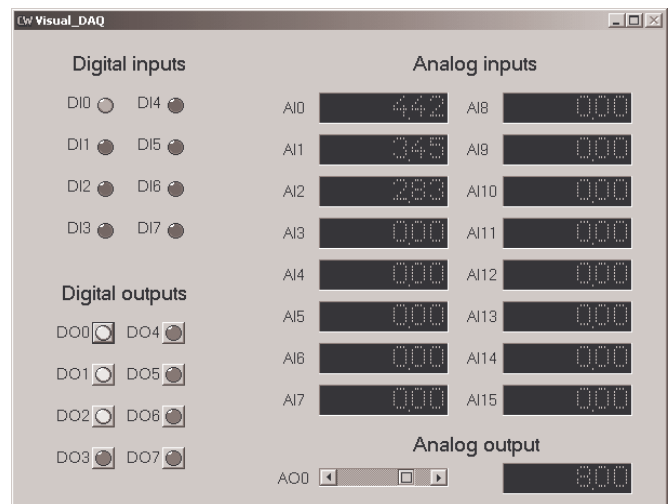 CW Visual_DAQ
Digital inputs
DI0 DI4
DI1 DI5
DI2 DI6
DI3 DI7
Digital outputs
DO0 DO4
DO1 DO5
DO2 DO6
DO3 DO7
Analog inputs
AI0 4,42 AI8 0,00
AI1 3,45 AI9 0,00
AI2 2,83 AI10 0,00
AI3 0,00 AI11 0,00
AI4 0,00 AI12 0,00
AI5 0,00 AI13 0,00
AI6 0,00 AI14 0,00
AI7 0,00 AI15 0,00
Analog output
AO0 8,00